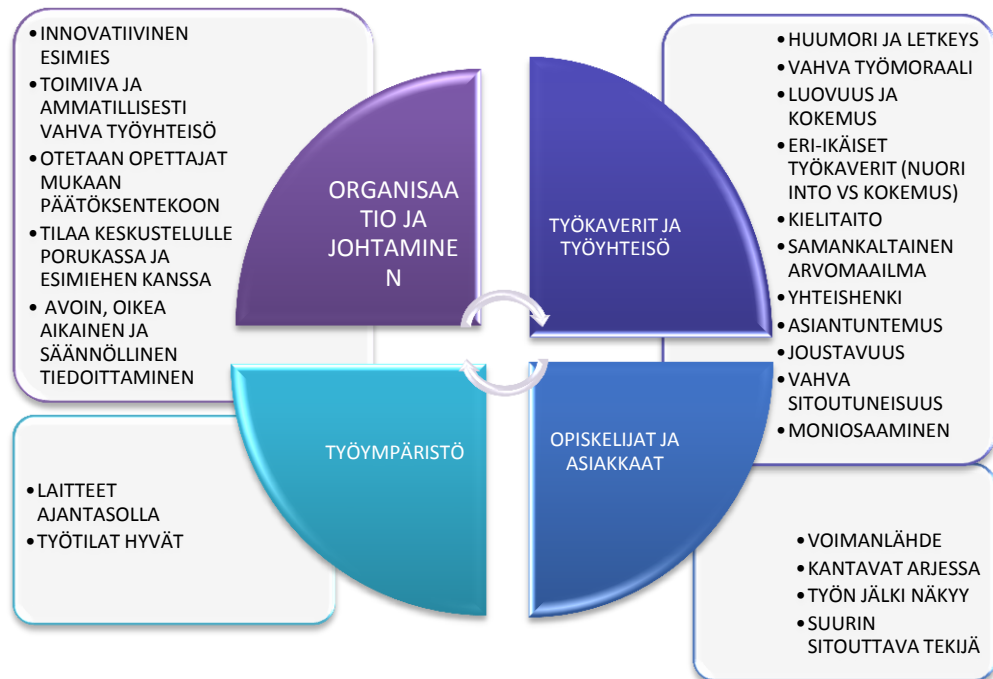 •INNOVATIIVINEN
ESIMIES
•TOIMIVA JA
AMMATILLISESTI
VAHVA TYÖYHTEISÖ
•OTETAAN OPETTAJAT
MUKAAN
PÄÄTÖKSENTEKOON
•TILAA KESKUSTELULLE
PORUKASSA JA
ESIMIEHEN KANSSA
• AVOIN, OIKEA
AIKAINEN JA
SÄÄNNÖLLINEN
TIEDOITTAMINEN
ORGANISAA
TIO JA
JOHTAMINE
N
TYÖKAVERIT JA
TYÖYHTEISÖ
•HUUMORI JA LETKEYS
•VAHVA TYÖMORAALI
•LUOVUUS JA
KOKEMUS
•ERI-IKÄISET
TYÖKAVERIT (NUORI
INTO VS KOKEMUS)
•KIELITAITO
•SAMANKALTAINEN
ARVOMAAILMA
•YHTEISHENKI
•ASIANTUNTEMUS
•JOUSTAVUUS
•VAHVA
SITOUTUNEISUUS
•MONIOSAAMINEN
•LAITTEET
AJANTASOLLA
•TYÖTILAT HYVÄT
TYÖYMPÄRISTÖ
OPISKELIJAT JA
ASIAKKAAT
•VOIMANLÄHDE
•KANTAVAT ARJESSA
•TYÖN JÄLKI NÄKYY
•SUURIN
SITOUTTAVA TEKIJÄ